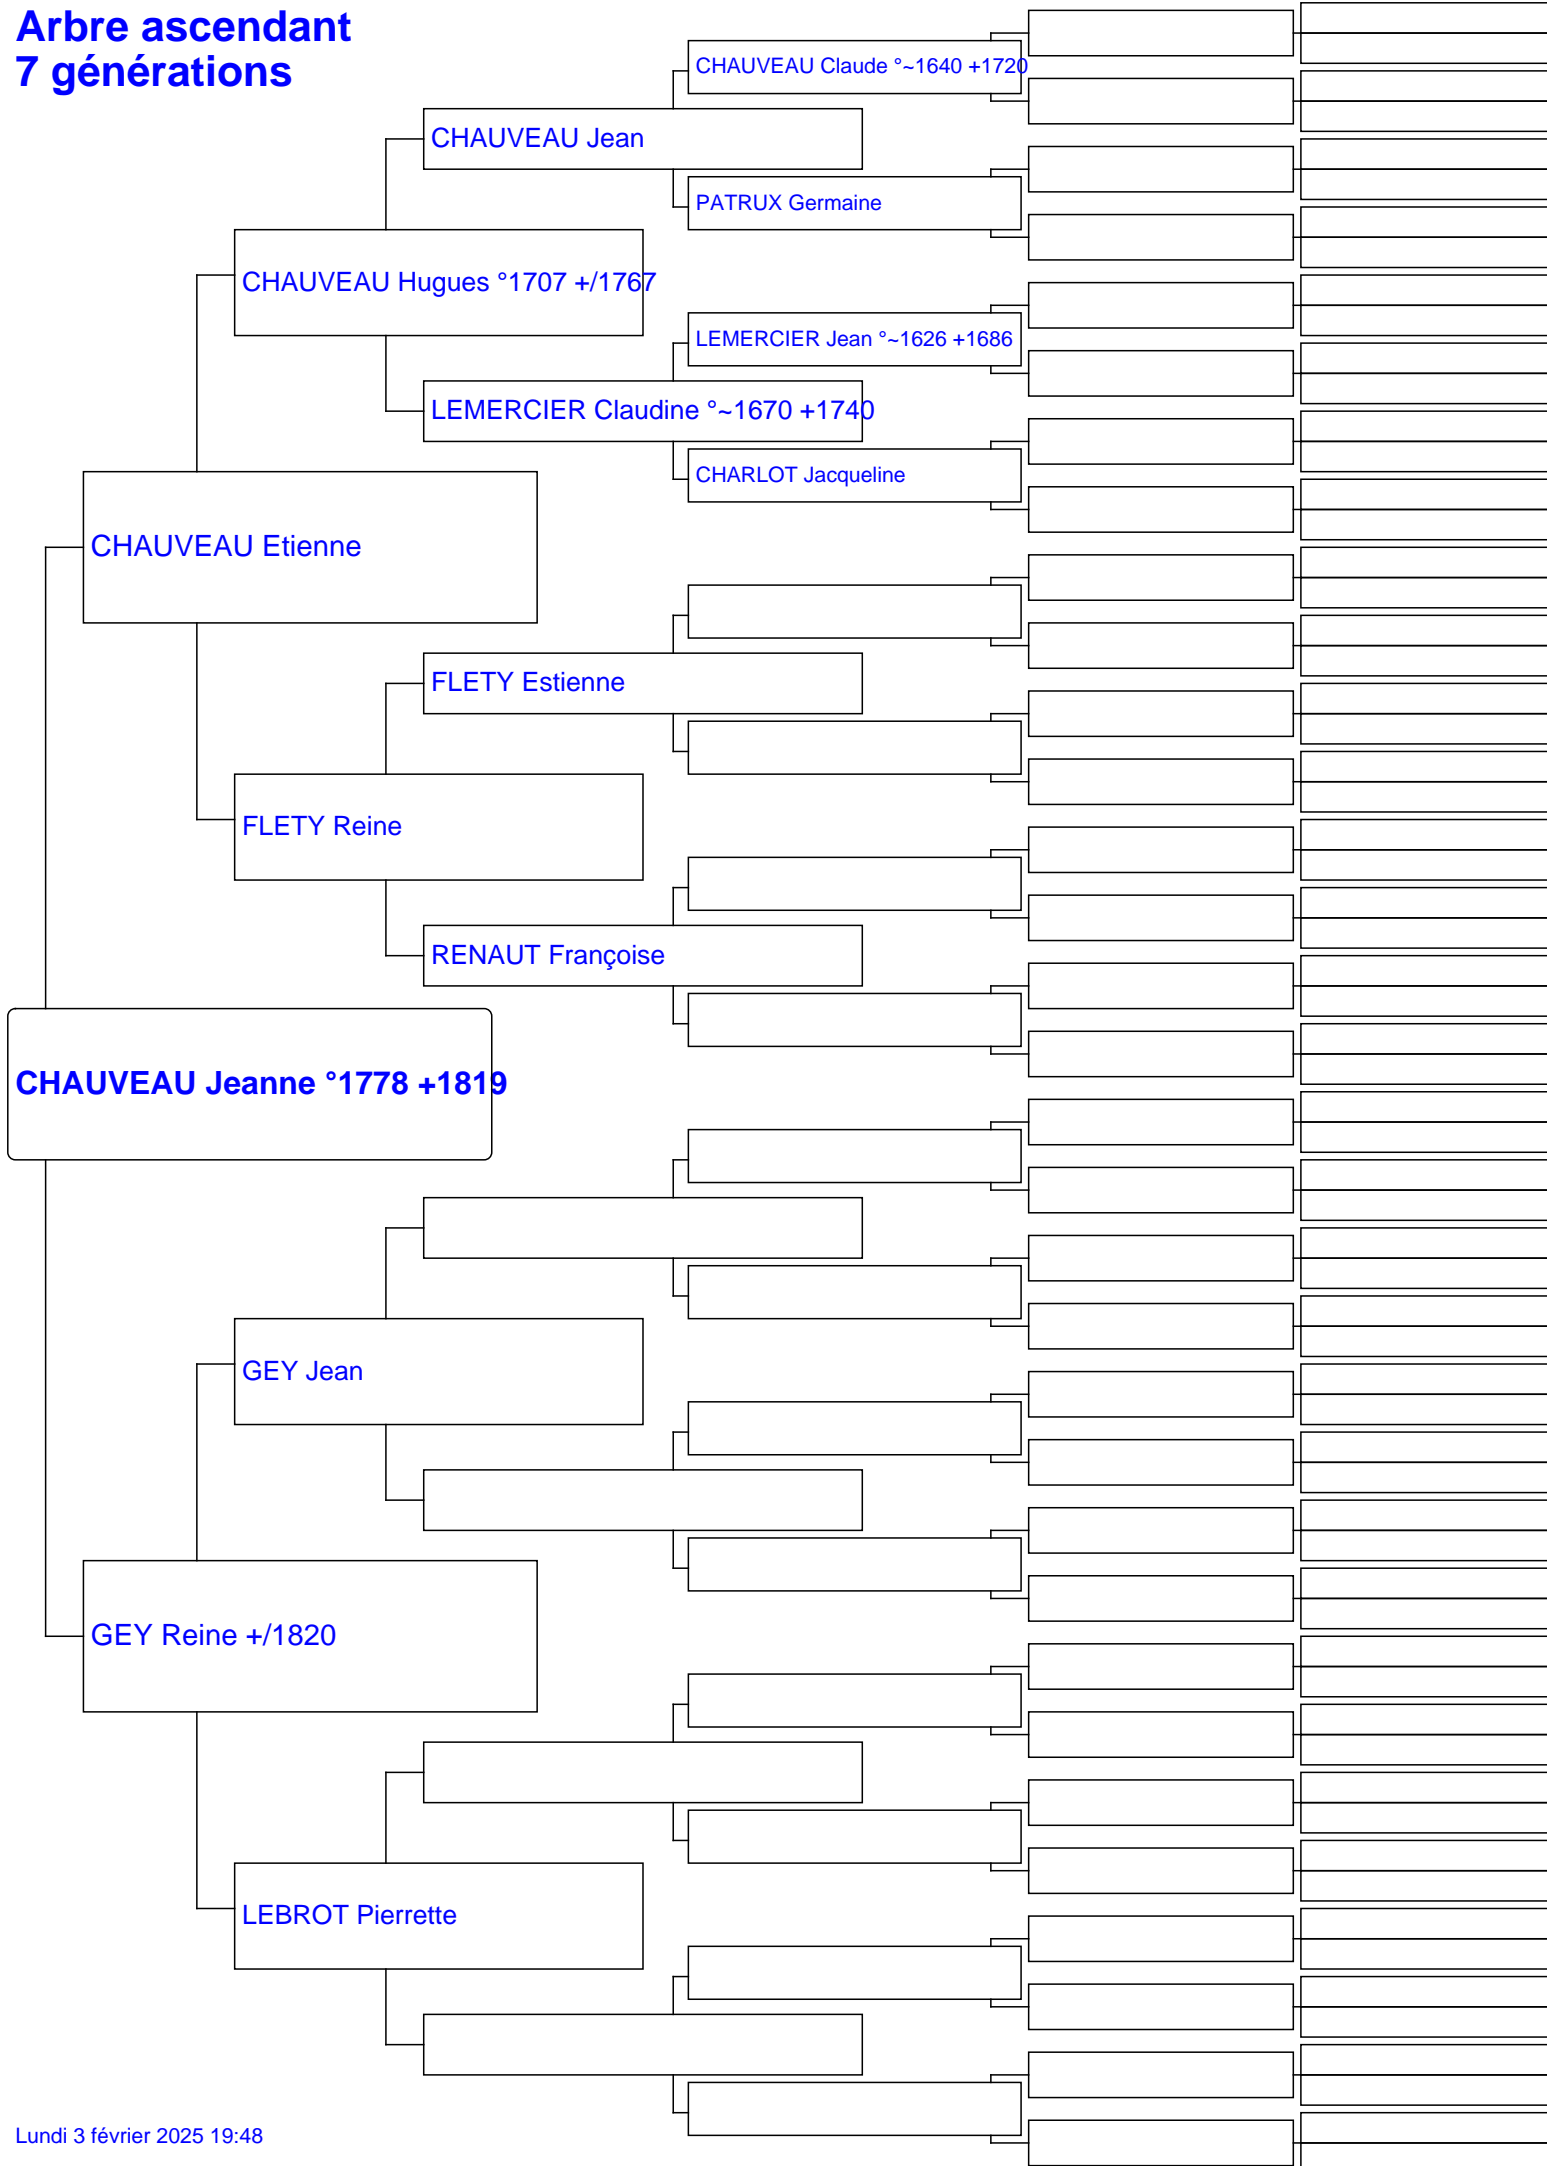 Arbre ascendant
7 générations
CHAUVEAU Claude °~1640 +1720
CHAUVEAU Jean
PATRUX Germaine
CHAUVEAU Hugues °1707 +/1767
LEMERCIER Jean °~1626 +1686
LEMERCIER Claudine °~1670 +1740
CHARLOT Jacqueline
CHAUVEAU Etienne
FLETY Estienne
FLETY Reine
RENAUT Françoise
CHAUVEAU Jeanne °1778 +1819
GEY Jean
GEY Reine +/1820
LEBROT Pierrette
Lundi 3 février 2025 19:48